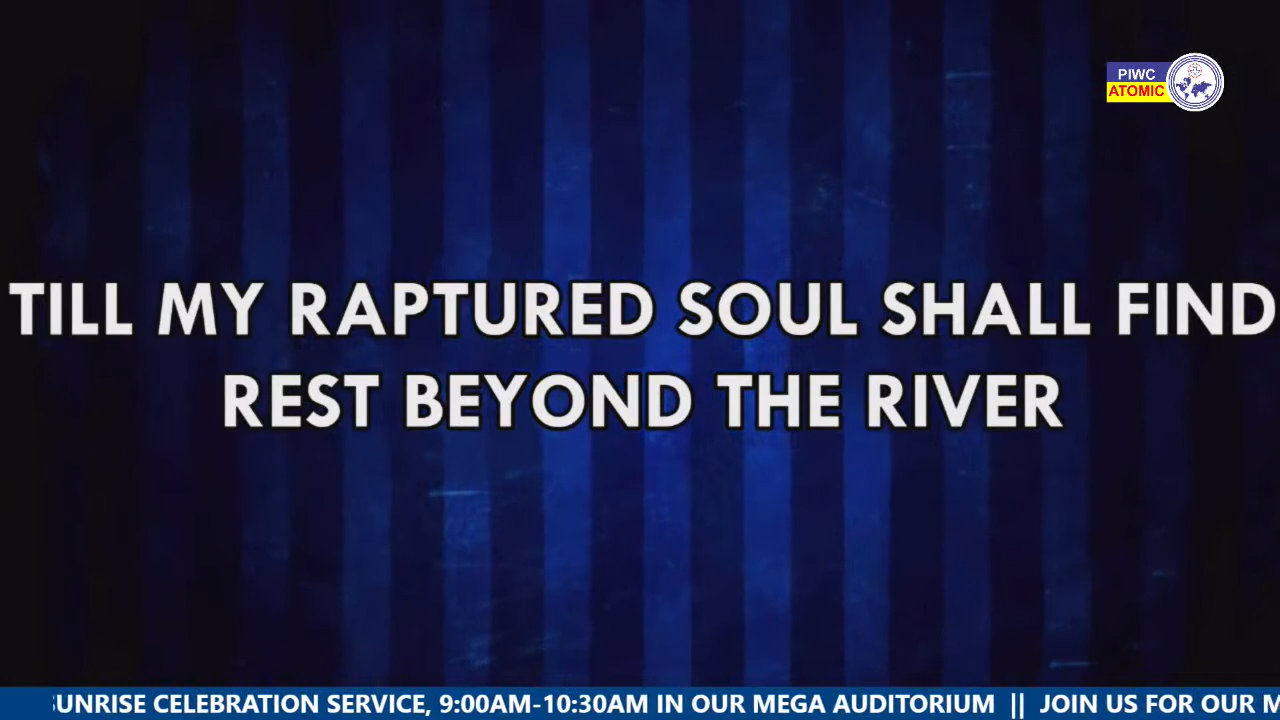 PIWC
ATOMIC
TILL MY RAPTURED SOUL SHALL FIND
REST BEYOND THE RIVER
UNRISE CELEBRATION SERVICE, 9:00AM-10:30AM IN OUR MEGA AUDITORIUM || JOIN US FOR OUR M